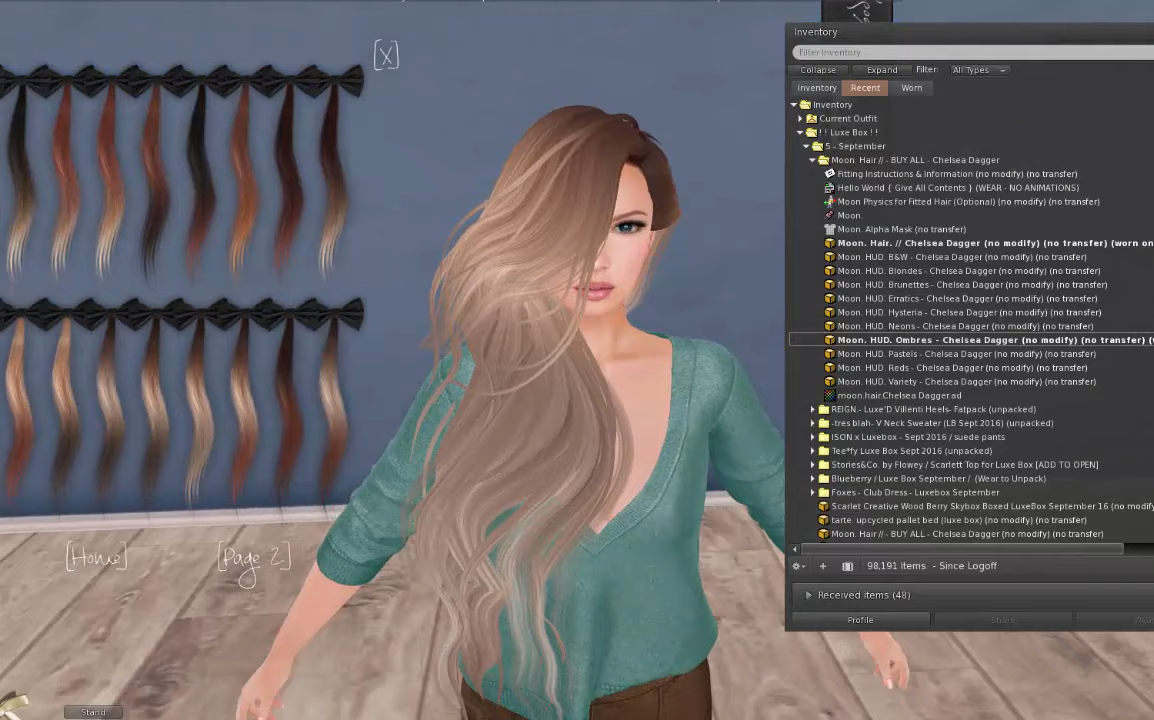 [X]
[Home]
[Page 2]
Stand
Inventory
Filter Inventory
Collapse Expand Filter: All Types
Inventory Recent Worn
Inventory
Current Outfit
! ! Luxe Box ! !
5 - September
Moon. Hair // - BUY ALL - Chelsea Dagger
Fitting Instructions & Information (no modify) (no transfer)
Hello World { Give All Contents } (WEAR - NO ANIMATIONS)
Moon Physics for Fitted Hair (Optional) (no modify) (no transfer)
Moon.
Moon. Alpha Mask (no transfer)
Moon. Hair. // Chelsea Dagger (no modify) (no transfer) (worn on
Moon. HUD. B&W - Chelsea Dagger (no modify) (no transfer)
Moon. HUD. Blondes - Chelsea Dagger (no modify) (no transfer)
Moon. HUD. Brunettes - Chelsea Dagger (no modify) (no transfer)
Moon. HUD. Erratics - Chelsea Dagger (no modify) (no transfer)
Moon. HUD. Hysteria - Chelsea Dagger (no modify) (no transfer)
Moon. HUD. Neons - Chelsea Dagger (no modify) (no transfer)
Moon. HUD. Ombres - Chelsea Dagger (no modify) (no transfer)
Moon. HUD. Pastels - Chelsea Dagger (no modify) (no transfer)
Moon. HUD. Reds - Chelsea Dagger (no modify) (no transfer)
Moon. HUD. Variety - Chelsea Dagger (no modify) (no transfer)
moon.hair.Chelsea Dagger.ad
REIGN.- Luxe'D Villenti Heels- Fatpack (unpacked)
-tres blah- V Neck Sweater (LB Sept 2016) (unpacked)
ISON x Luxebox - Sept 2016 / suede pants
Tee*fy Luxe Box Sept 2016 (unpacked)
Stories&Co. by Flowey / Scarlett Top for Luxe Box [ADD TO OPEN]
Blueberry / Luxe Box September / (Wear to Unpack)
Foxes - Club Dress - Luxebox September
Scarlet Creative Wood Berry Skybox Boxed LuxeBox September 16 (no modify
tarte. upcycled pallet bed (luxe box) (no modify) (no transfer)
Moon. Hair // - BUY ALL - Chelsea Dagger (no modify) (no transfer)
98,191 Items - Since Logoff
Received items (48)
Profile Share